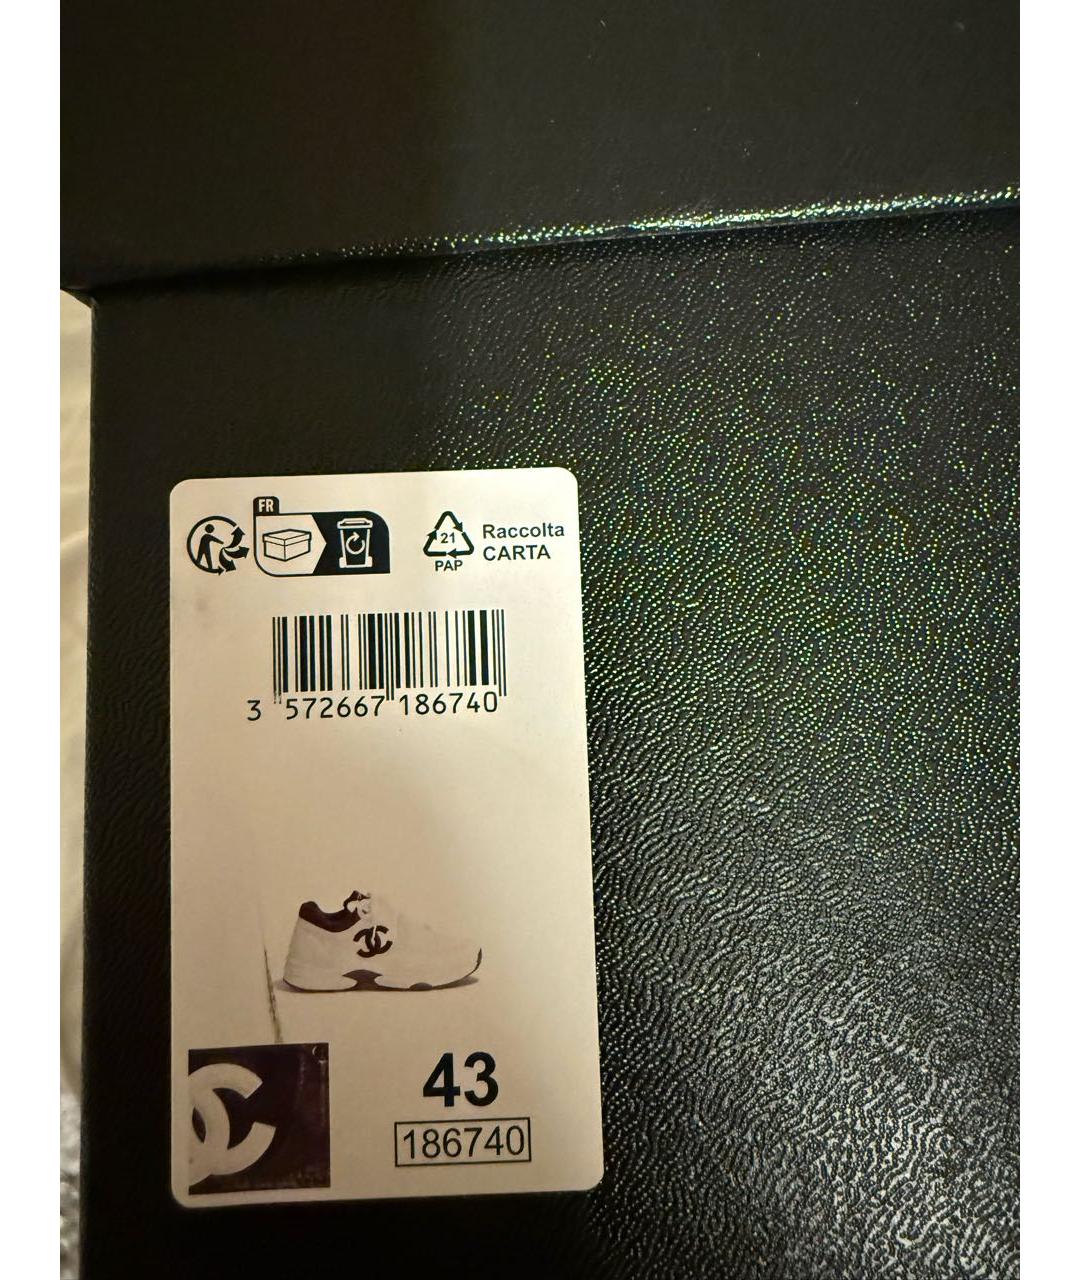 FR
21
PAP
Raccolta
CARTA
3 572667 186740
43
186740